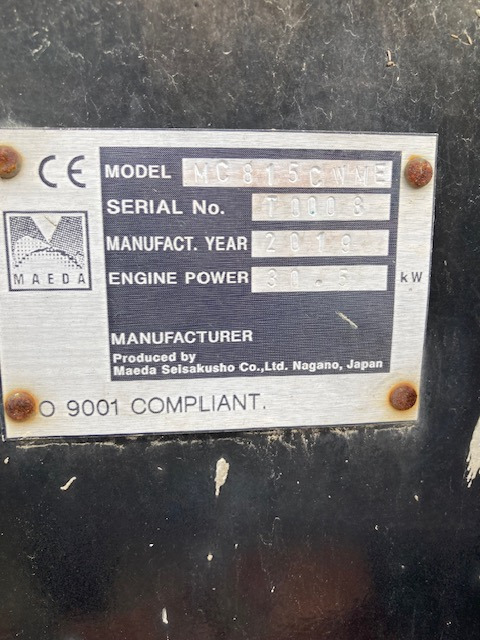 CE
MODEL MC815CWME
SERIAL No. T0008
MANUFACT. YEAR 2019
MAEDA
ENGINE POWER 30.5 kW
MANUFACTURER
Produced by
Maeda Seisakusho Co.,Ltd. Nagano, Japan
O 9001 COMPLIANT.